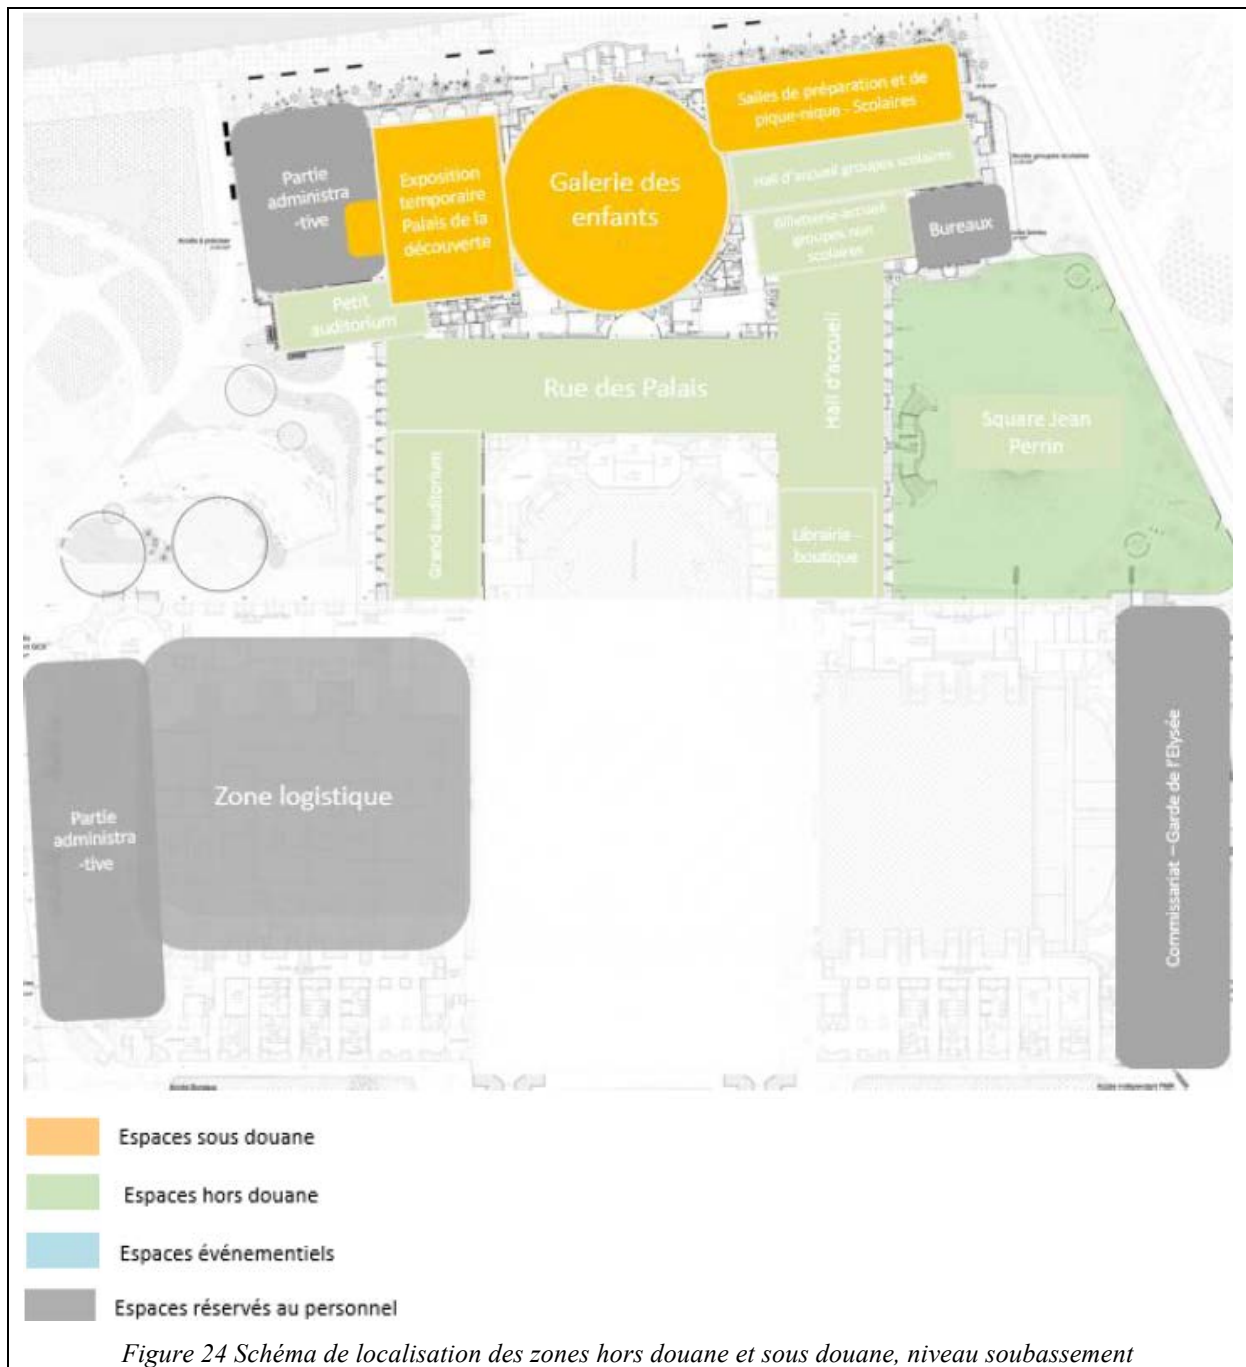 Salles de préparation et de
pique-nique - Scolaires
Partie
administra
-tive
Exposition
temporaire
Palais de la
découverte
Galerie des
enfants
Hall d'accueil groupes scolaires
Billetterie-accueil
groupes non
scolaires
Bureaux
Petit
auditorium
Rue des Palais
Hall d'accueil
Square Jean
Perrin
Grand auditorium
Librairie -
boutique
Zone logistique
Partie
administra
-tive
Commissariat – Garde de l'Elysée
Espaces sous douane
Espaces hors douane
Espaces événementiels
Espaces réservés au personnel
Figure 24 Schéma de localisation des zones hors douane et sous douane, niveau soubassement